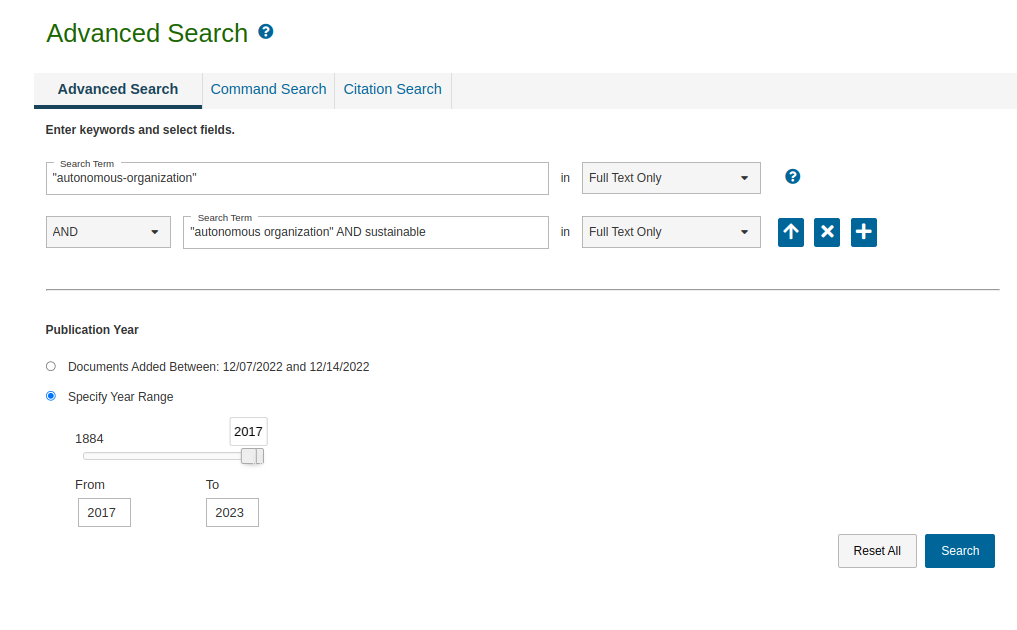 Advanced Search ?
Advanced Search Command Search Citation Search
Enter keywords and select fields.
Search Term
"autonomous-organization" in Full Text Only ?
Search Term
AND "autonomous organization" AND sustainable in Full Text Only
Publication Year
Documents Added Between: 12/07/2022 and 12/14/2022
Specify Year Range
1884 2017
From To
2017 2023
Reset All Search